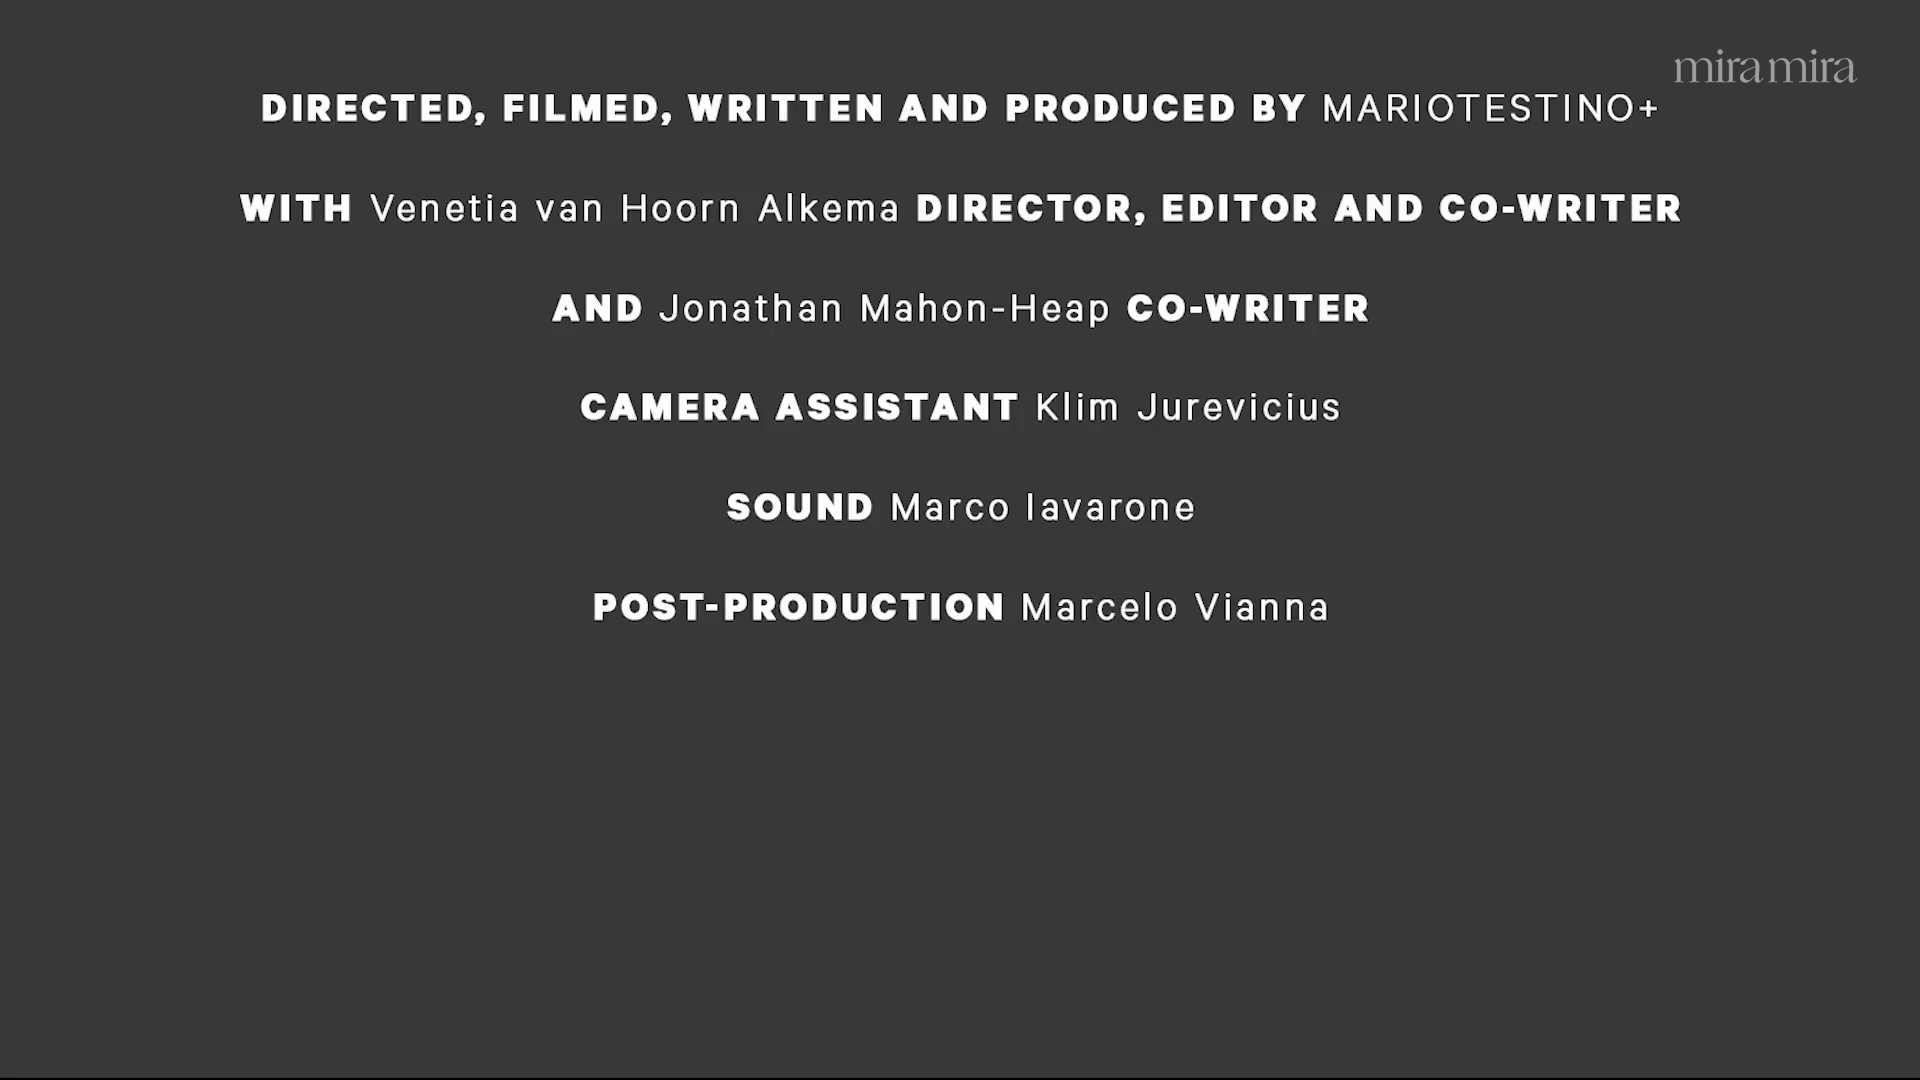 mira mira
DIRECTED, FILMED, WRITTEN AND PRODUCED BY MARIOTESTINO+
WITH Venetia van Hoorn Alkema DIRECTOR, EDITOR AND CO-WRITER
AND Jonathan Mahon-Heap CO-WRITER
CAMERA ASSISTANT Klim Jurevicius
SOUND Marco Iavarone
POST-PRODUCTION Marcelo Vianna